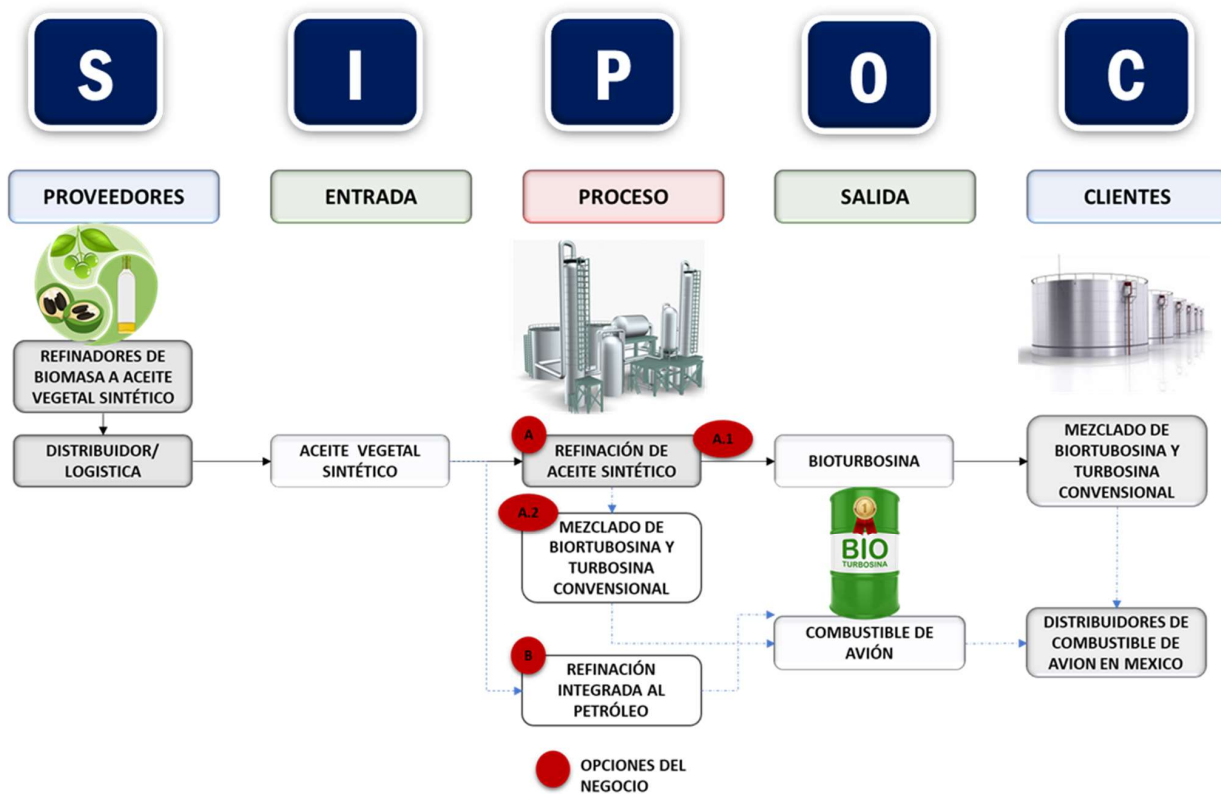 S
I
P
O
C
PROVEEDORES
ENTRADA
PROCESO
SALIDA
CLIENTES
REFINADORES DE
BIOMASA A ACEITE
VEGETAL SINTÉTICO
DISTRIBUIDOR/
LOGISTICA
ACEITE VEGETAL
SINTÉTICO
A
REFINACIÓN DE
ACEITE SINTÉTICO
A.1
BIOTURBOSINA
MEZCLADO DE
BIORTUBOSINA Y
TURBOSINA
CONVENSIONAL
A.2
MEZCLADO DE
BIORTUBOSINA Y
TURBOSINA
CONVENSIONAL
1
BIO
TURBOSINA
COMBUSTIBLE DE
AVIÓN
DISTRIBUIDORES DE
COMBUSTIBLE DE
AVION EN MEXICO
B
REFINACIÓN
INTEGRADA AL
PETRÓLEO
OPCIONES DEL
NEGOCIO